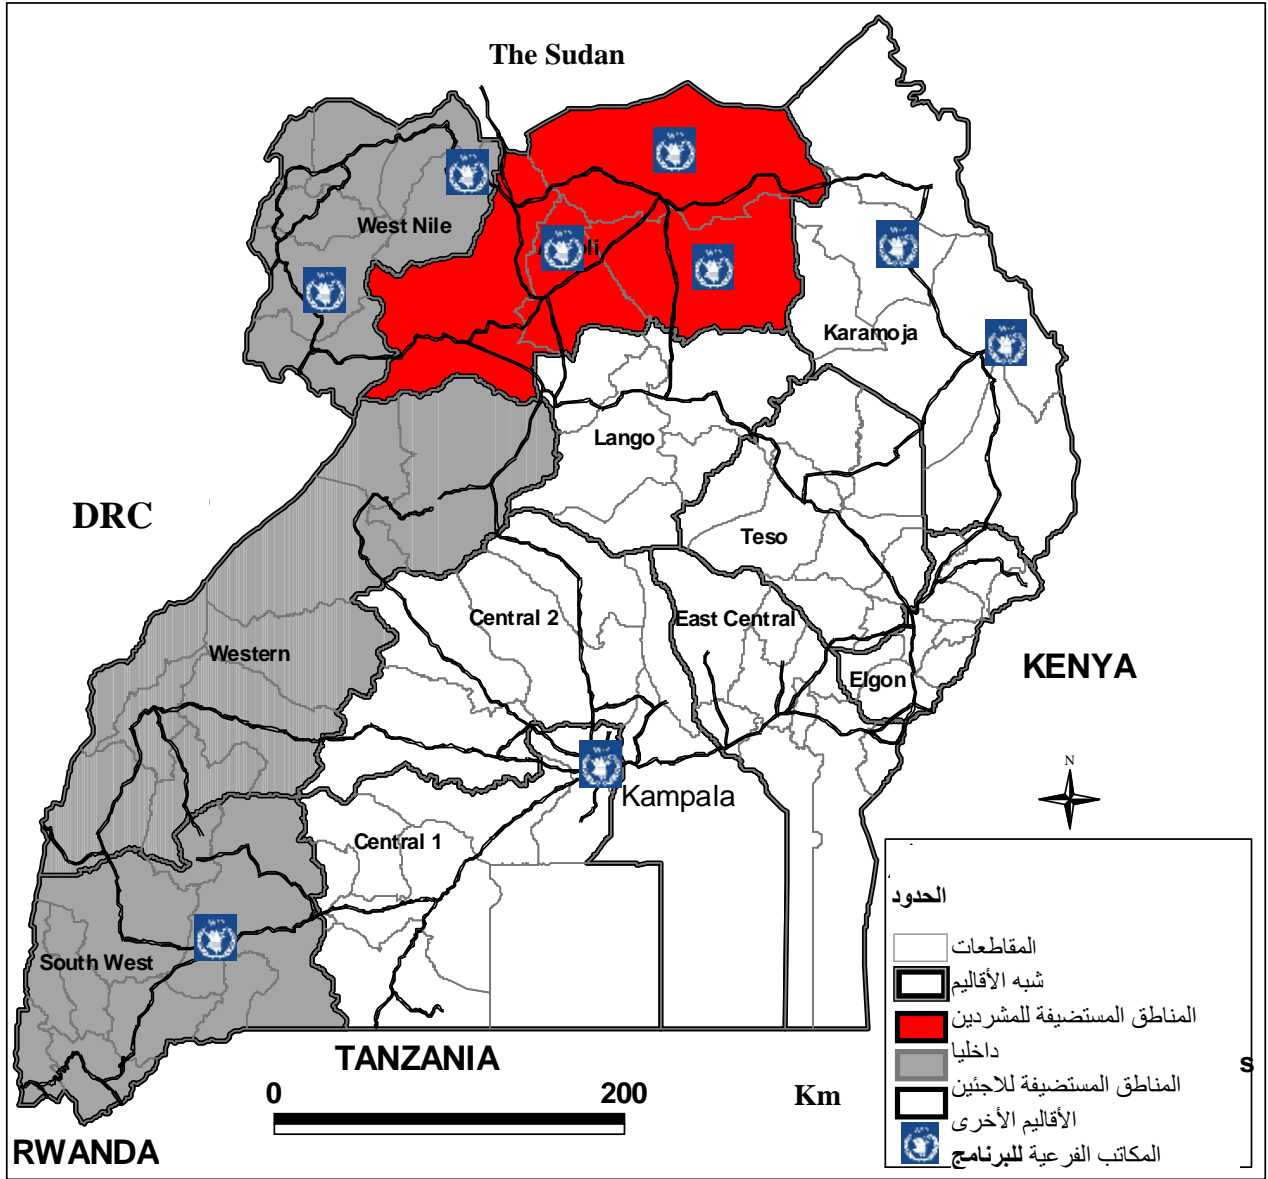 The Sudan
West Nile
Karamoja
Lango
DRC
Teso
Central 2
East Central
Western
Elgon
KENYA
N
Kampala
Central 1
South West
TANZANIA
0 200 Km
RWANDA
الحدود
المقاطعات
شبه الأقاليم
المناطق المستضيفة للمشردين
داخليا
s
المناطق المستضيفة للاجئين
الأقاليم الأخرى
المكاتب الفرعية للبرنامج